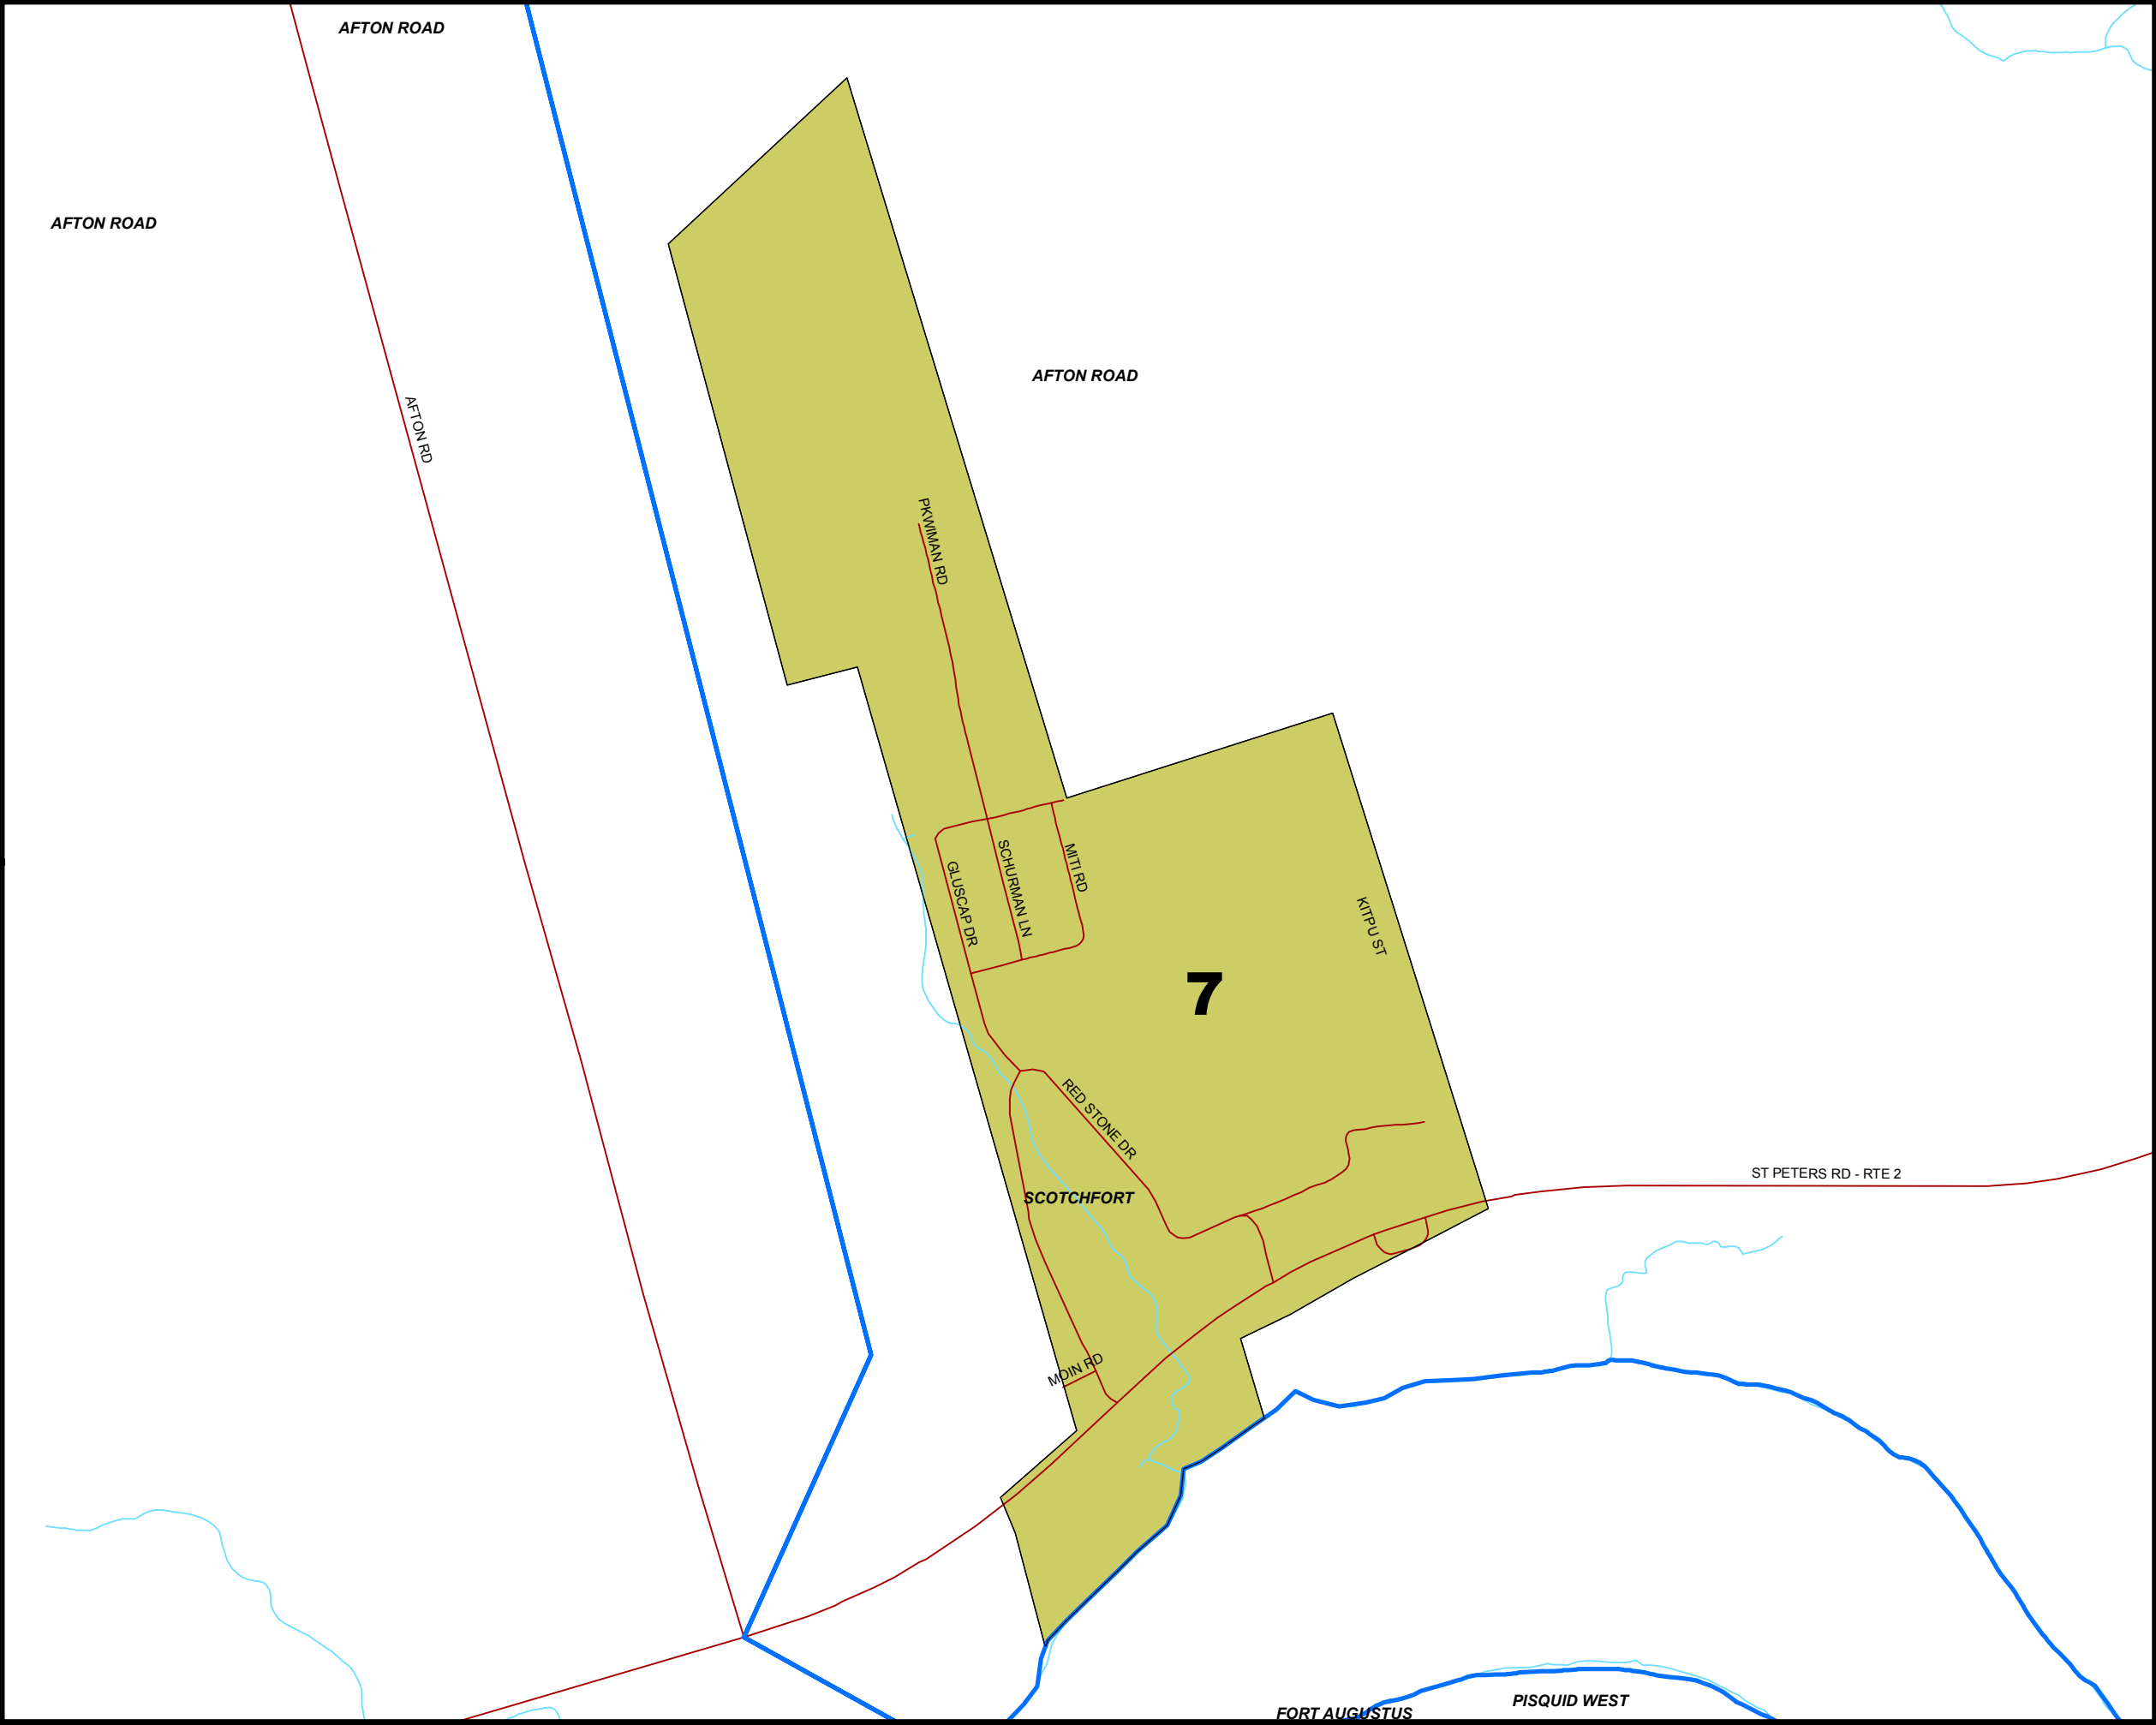 AFTON ROAD
AFTON ROAD
AFTON ROAD
AFTON RD
PKWIMAN RD
SCHURMAN LN
MITI RD
GLUSCAP DR
KITPU ST
7
RED STONE DR
ST PETERS RD - RTE 2
SCOTCHFORT
MOIN RD
PISQUID WEST
FORT AUGUSTUS